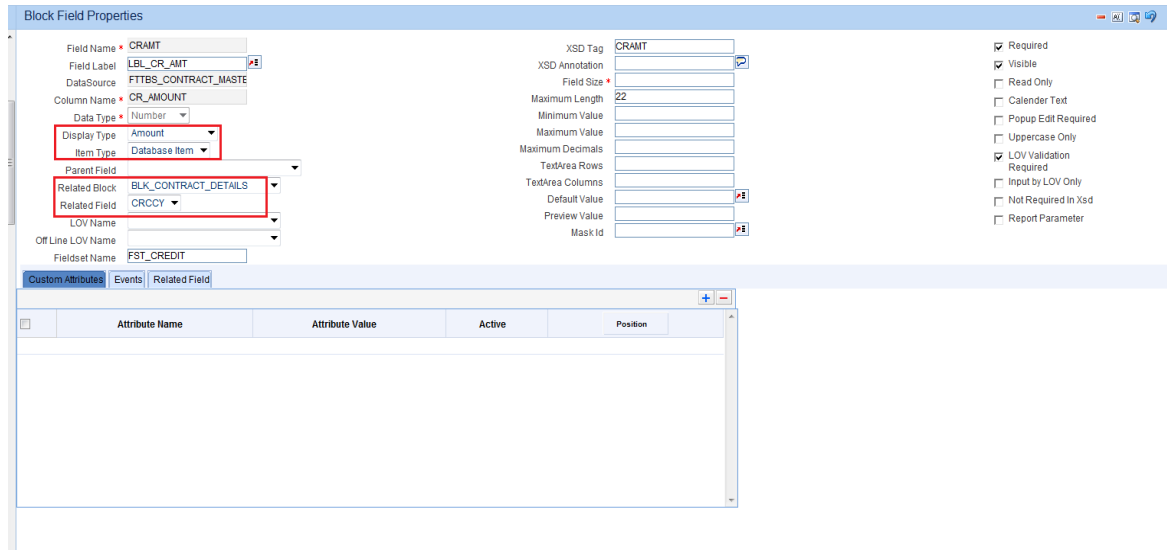 Block Field Properties
Field Name * CRAMT
Field Label LBL_CR_AMT
DataSource FTTBS_CONTRACT_MASTE
Column Name * CR_AMOUNT
Data Type * Number
Display Type Amount
Item Type Database Item
Parent Field
Related Block BLK_CONTRACT_DETAILS
Related Field CRCCY
LOV Name
Off Line LOV Name
Fieldset Name FST_CREDIT
XSD Tag CRAMT
XSD Annotation
Field Size *
Maximum Length 22
Minimum Value
Maximum Value
Maximum Decimals
TextArea Rows
TextArea Columns
Default Value
Preview Value
Mask Id
Required
Visible
Read Only
Calender Text
Popup Edit Required
Uppercase Only
LOV Validation
Required
Input by LOV Only
Not Required In Xsd
Report Parameter
Custom Attributes Events Related Field
Attribute Name Attribute Value Active Position